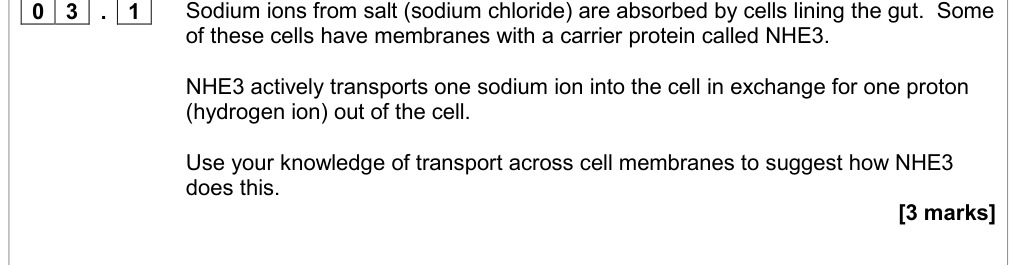 0 3 . 1 Sodium ions from salt (sodium chloride) are absorbed by cells lining the gut. Some
of these cells have membranes with a carrier protein called NHE3.
NHE3 actively transports one sodium ion into the cell in exchange for one proton
(hydrogen ion) out of the cell.
Use your knowledge of transport across cell membranes to suggest how NHE3
does this.
[3 marks]